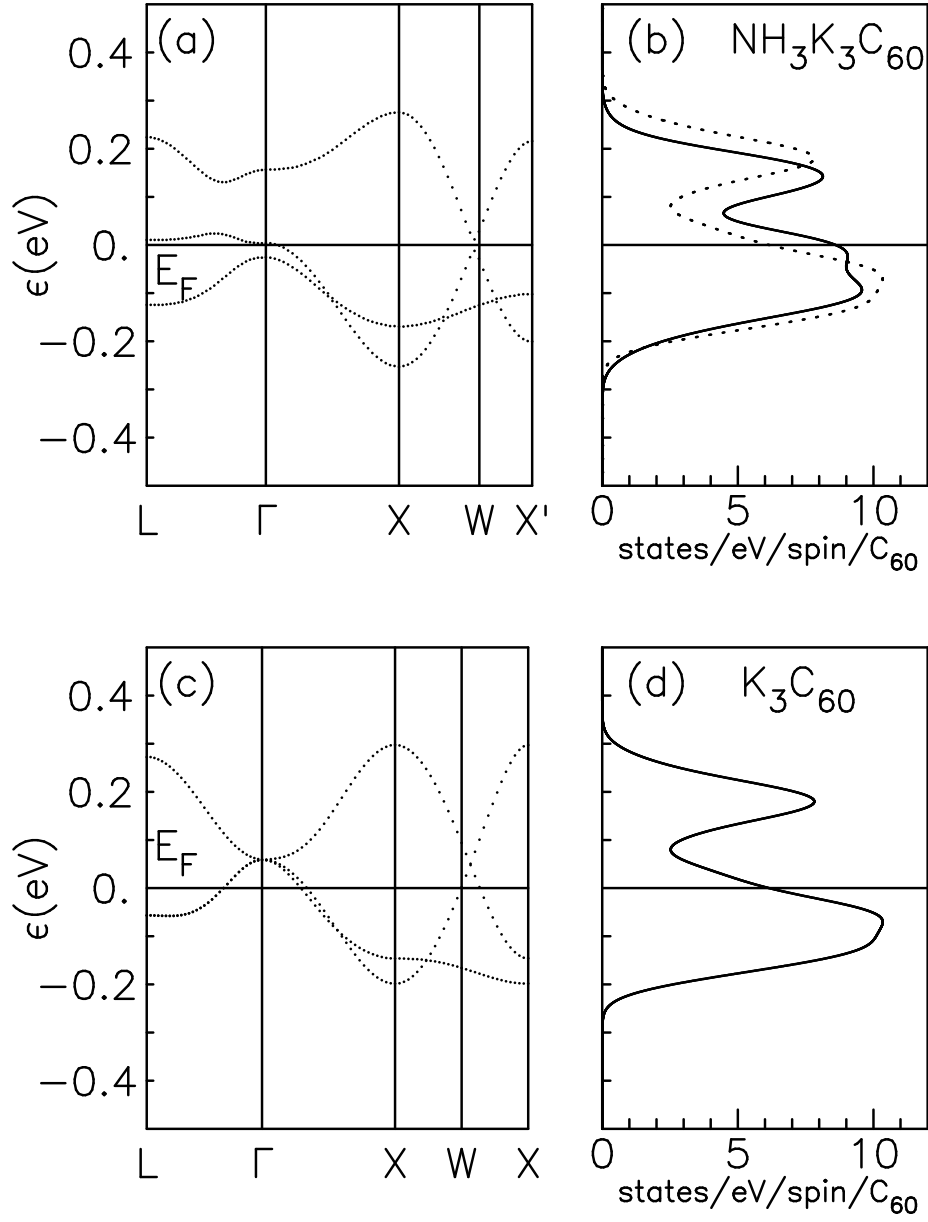 (a)
0.4
0.2
0.
−0.2
−0.4
ϵ(eV)
E_F
L Γ X W X'
(b) NH₃K₃C₆₀
0 5 10
states/eV/spin/C₆₀
(c)
0.4
0.2
0.
−0.2
−0.4
ϵ(eV)
E_F
L Γ X W X
(d) K₃C₆₀
0 5 10
states/eV/spin/C₆₀